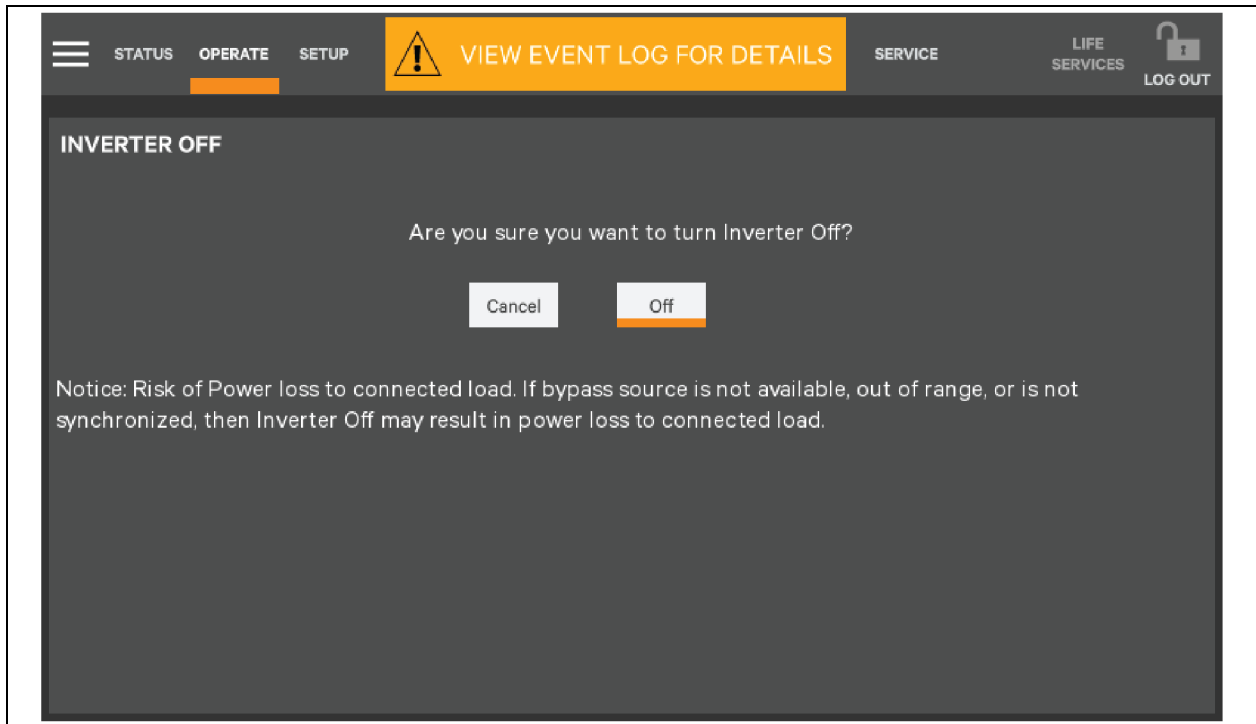 STATUS OPERATE SETUP VIEW EVENT LOG FOR DETAILS SERVICE LIFE SERVICES LOG OUT
INVERTER OFF
Are you sure you want to turn Inverter Off?
Cancel Off
Notice: Risk of Power loss to connected load. If bypass source is not available, out of range, or is not
synchronized, then Inverter Off may result in power loss to connected load.